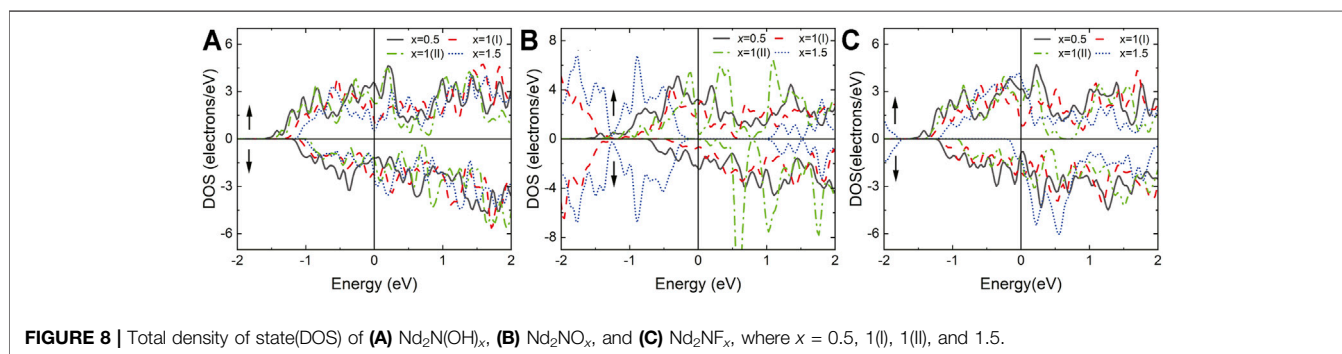 A
x=0.5 x=1(I)
x=1(II) x=1.5
6
3
0
-3
-6
DOS (electrons/eV)
-2 -1 0 1 2
Energy (eV)
B
x=0.5 x=1(I)
x=1(II) x=1.5
8
4
0
-4
-8
DOS (electrons/eV)
-2 -1 0 1 2
Energy (eV)
C
x=0.5 x=1(I)
x=1(II) x=1.5
6
3
0
-3
-6
DOS(electrons/eV)
-2 -1 0 1 2
Energy(eV)
FIGURE 8 | Total density of state(DOS) of (A) Nd₂N(OH)ₓ, (B) Nd₂NOₓ, and (C) Nd₂NFₓ, where x = 0.5, 1(I), 1(II), and 1.5.